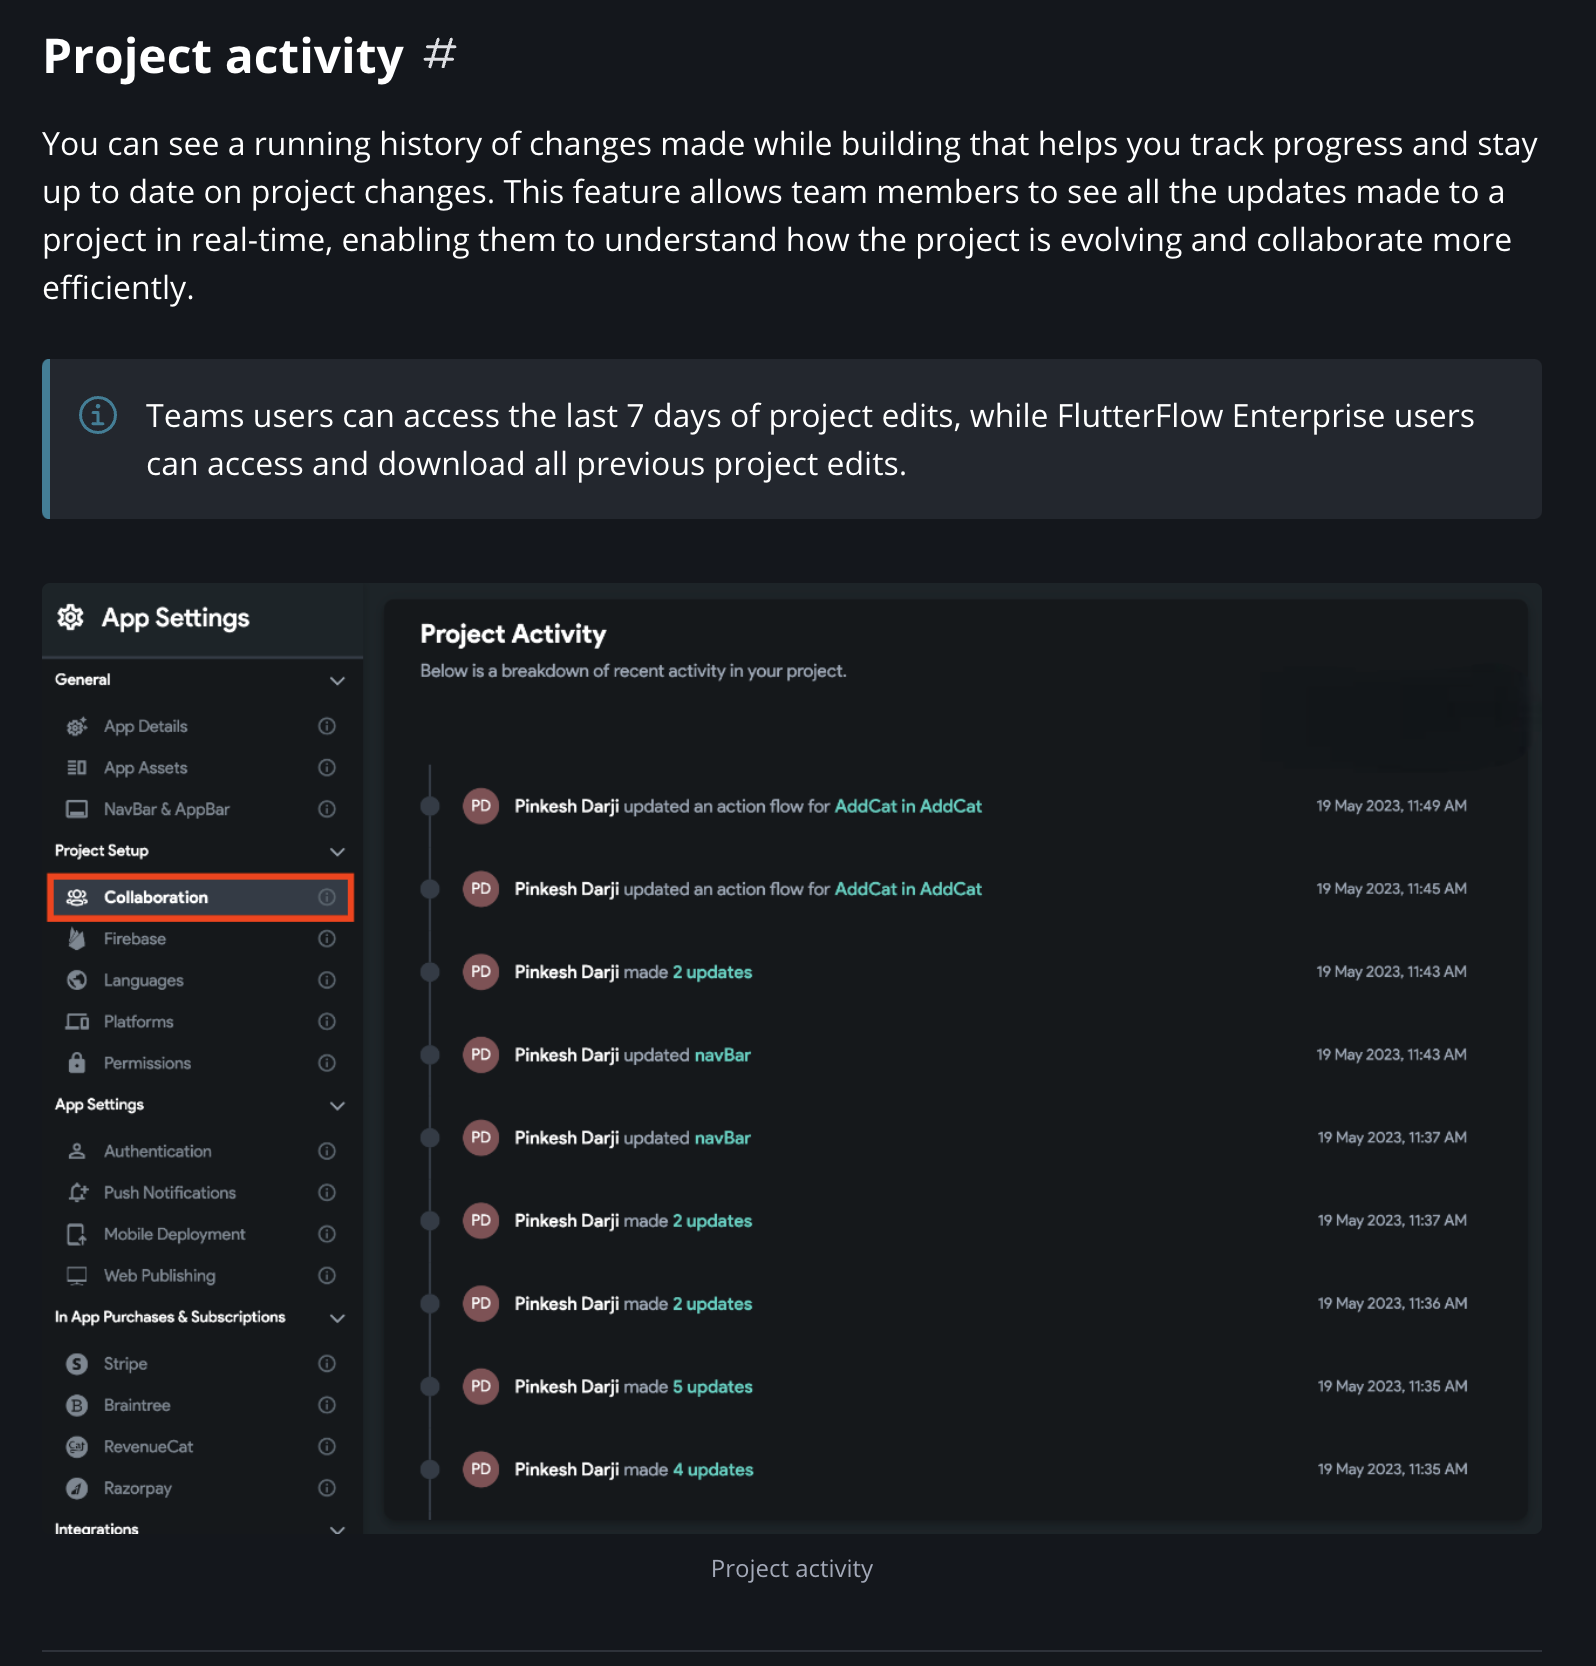 Project activity #
You can see a running history of changes made while building that helps you track progress and stay
up to date on project changes. This feature allows team members to see all the updates made to a
project in real-time, enabling them to understand how the project is evolving and collaborate more
efficiently.
Teams users can access the last 7 days of project edits, while FlutterFlow Enterprise users
can access and download all previous project edits.
App Settings
General
App Details
App Assets
NavBar & AppBar
Project Setup
Collaboration
Firebase
Languages
Platforms
Permissions
App Settings
Authentication
Push Notifications
Mobile Deployment
Web Publishing
In App Purchases & Subscriptions
Stripe
Braintree
RevenueCat
Razorpay
Integrations
Project Activity
Below is a breakdown of recent activity in your project.
PD Pinkesh Darji updated an action flow for AddCat in AddCat 19 May 2023, 11:49 AM
PD Pinkesh Darji updated an action flow for AddCat in AddCat 19 May 2023, 11:45 AM
PD Pinkesh Darji made 2 updates 19 May 2023, 11:43 AM
PD Pinkesh Darji updated navBar 19 May 2023, 11:43 AM
PD Pinkesh Darji updated navBar 19 May 2023, 11:37 AM
PD Pinkesh Darji made 2 updates 19 May 2023, 11:37 AM
PD Pinkesh Darji made 2 updates 19 May 2023, 11:36 AM
PD Pinkesh Darji made 5 updates 19 May 2023, 11:35 AM
PD Pinkesh Darji made 4 updates 19 May 2023, 11:35 AM
Project activity